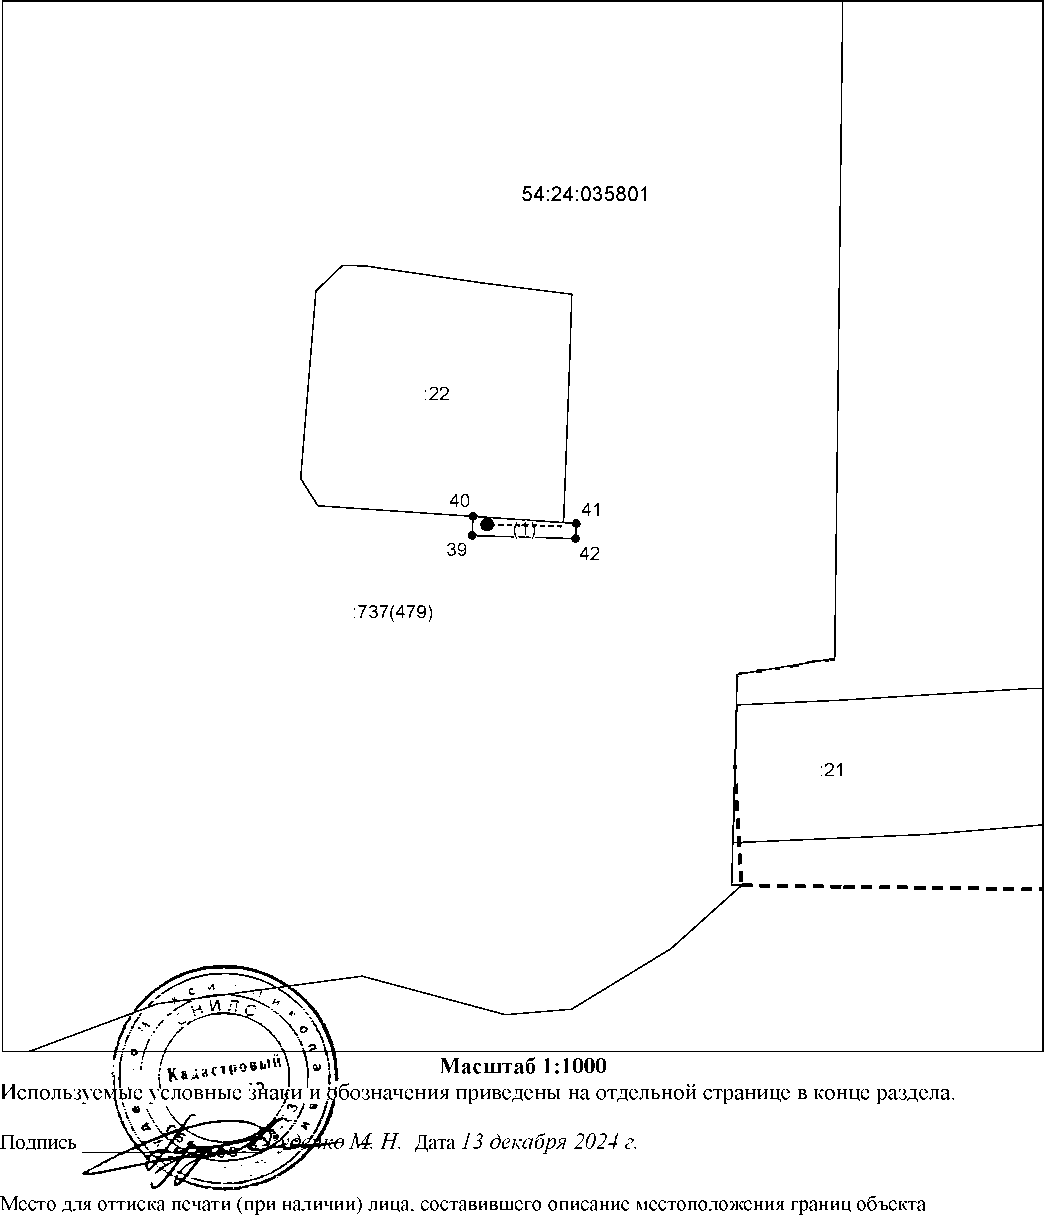 54:24:035801
:22
40
41
(1)
39
42
:737(479)
:21
Масштаб 1:1000
Используемые условные знаки и обозначения приведены на отдельной странице в конце раздела.
СНИЛС
Кадастровый
Подпись М. Н. Дата 13 декабря 2024 г.
Место для оттиска печати (при наличии) лица, составившего описание местоположения границ объекта